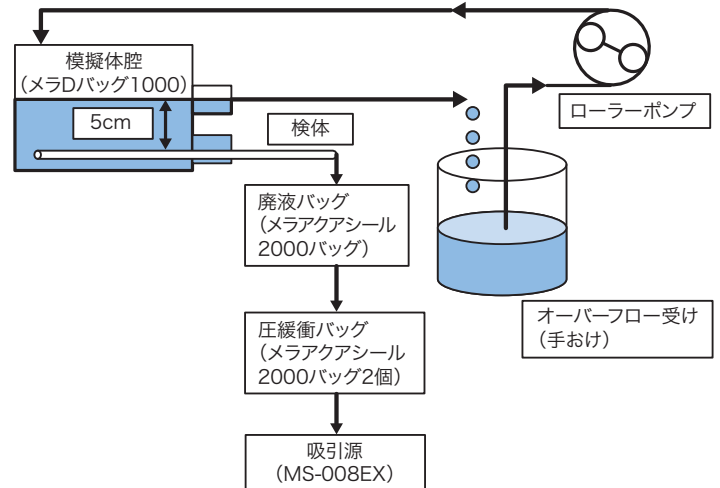 模擬体腔
（メラDバッグ1000）
5cm
検体
ローラーポンプ
廃液バッグ
（メラアクアシール
2000バッグ）
オーバーフロー受け
（手おけ）
圧緩衝バッグ
（メラアクアシール
2000バッグ2個）
吸引源
（MS-008EX）